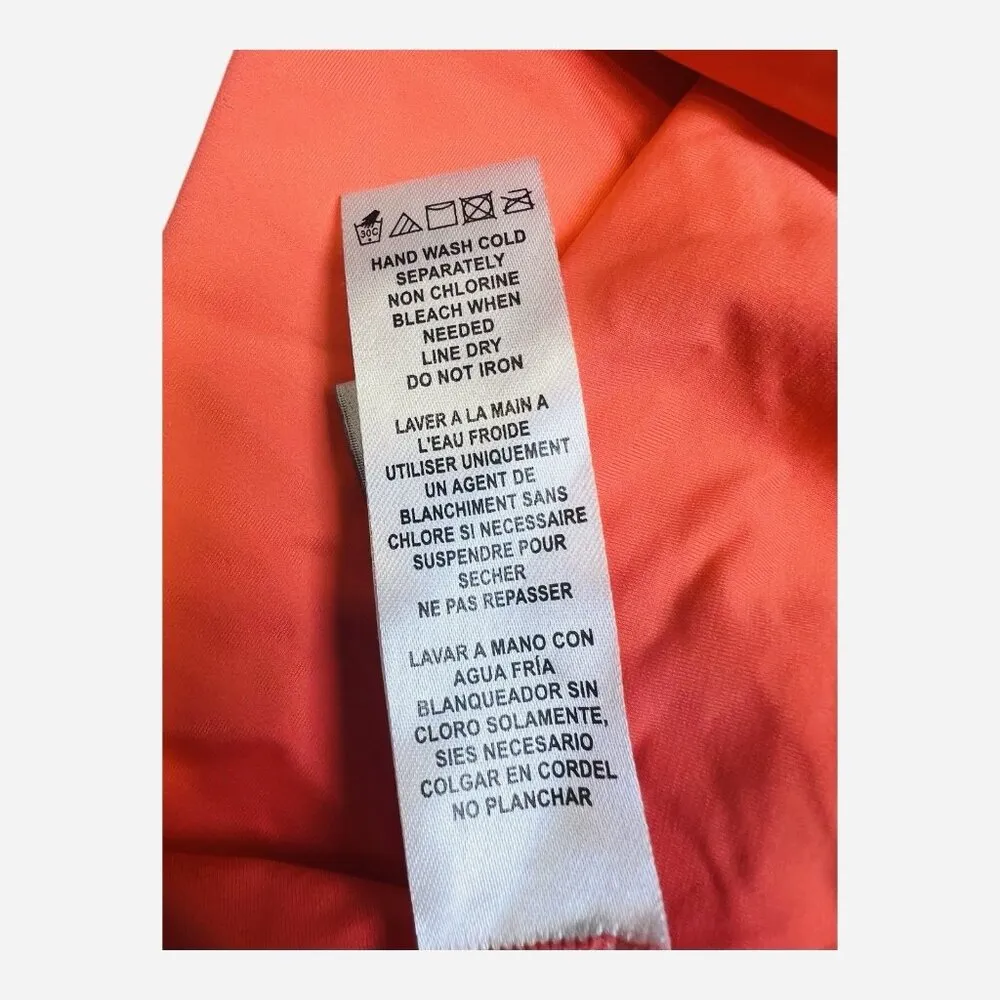 30C
HAND WASH COLD
SEPARATELY
NON CHLORINE
BLEACH WHEN
NEEDED
LINE DRY
DO NOT IRON
LAVER A LA MAIN A
L'EAU FROIDE
UTILISER UNIQUEMENT
UN AGENT DE
BLANCHIMENT SANS
CHLORE SI NECESSAIRE
SUSPENDRE POUR
SECHER
NE PAS REPASSER
LAVAR A MANO CON
AGUA FRÍA
BLANQUEADOR SIN
CLORO SOLAMENTE,
SIES NECESARIO
COLGAR EN CORDEL
NO PLANCHAR